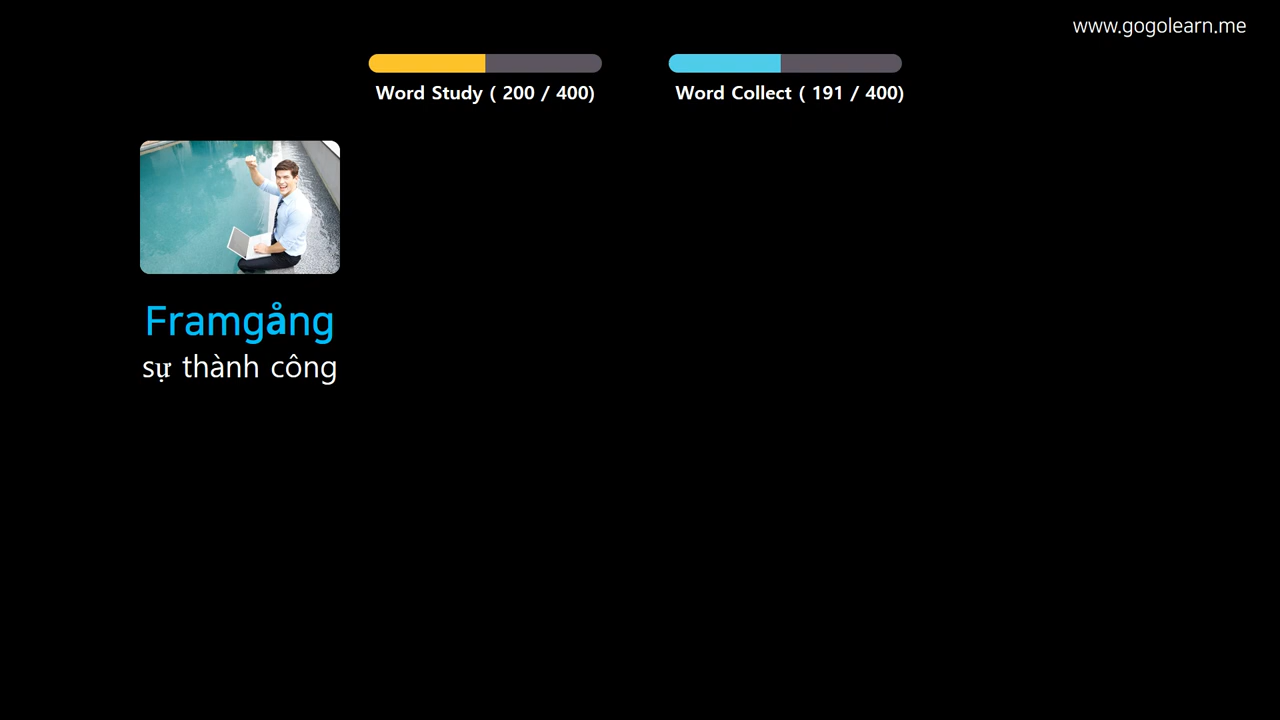 www.gogolearn.me
Word Study ( 200 / 400)
Word Collect ( 191 / 400)
Framgång
sự thành công